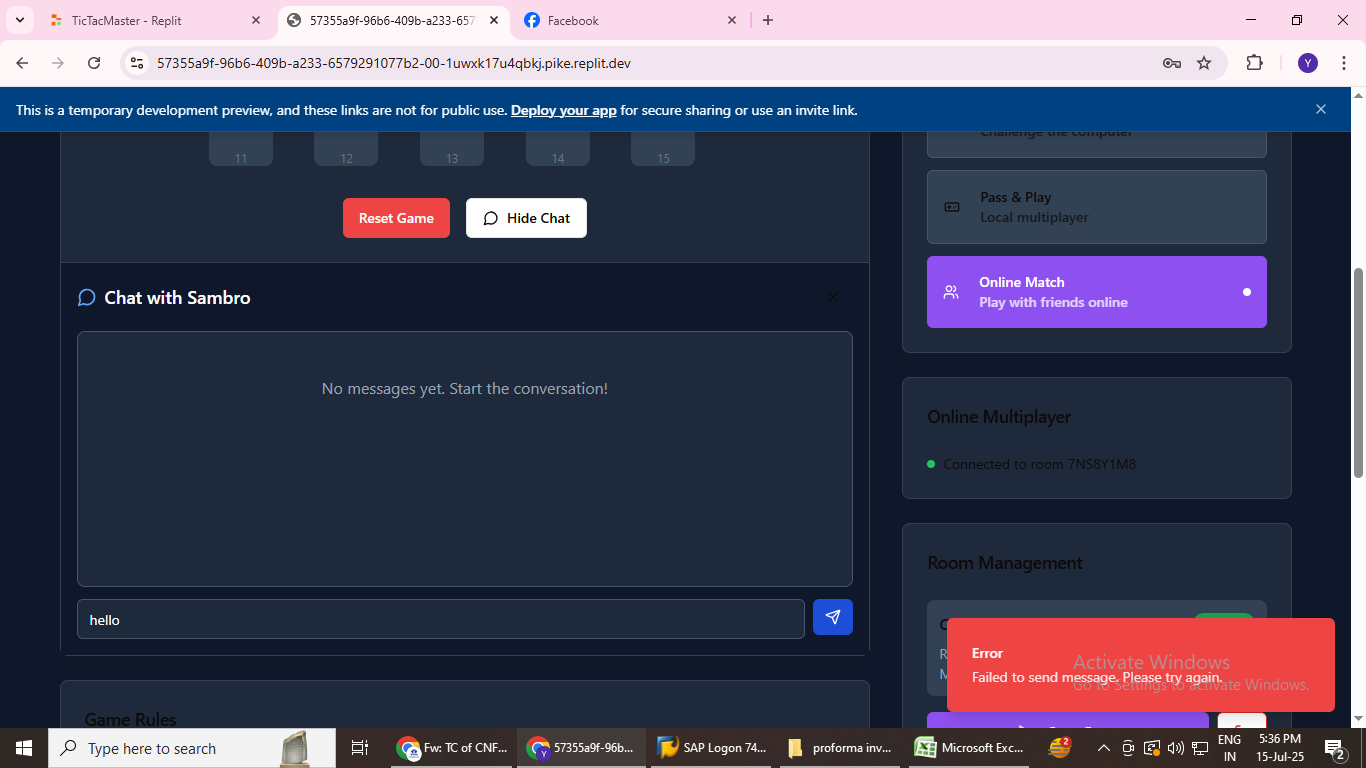 TicTacMaster - Replit
57355a9f-96b6-409b-a233-657
Facebook
57355a9f-96b6-409b-a233-6579291077b2-00-1uwxk17u4qbkj.pike.replit.dev
Y
This is a temporary development preview, and these links are not for public use. Deploy your app for secure sharing or use an invite link.
11 12 13 14 15
Reset Game
Hide Chat
Chat with Sambro
No messages yet. Start the conversation!
hello
Game Rules
Challenge the computer
Pass & Play
Local multiplayer
Online Match
Play with friends online
Online Multiplayer
Connected to room 7NS8Y1M8
Room Management
Error
Failed to send message. Please try again.
Activate Windows
Go to Settings to activate Windows.
Type here to search
Fw: TC of CNF...
57355a9f-96b...
SAP Logon 74...
proforma inv...
Microsoft Exc...
2
ENG
IN
5:36 PM
15-Jul-25
2